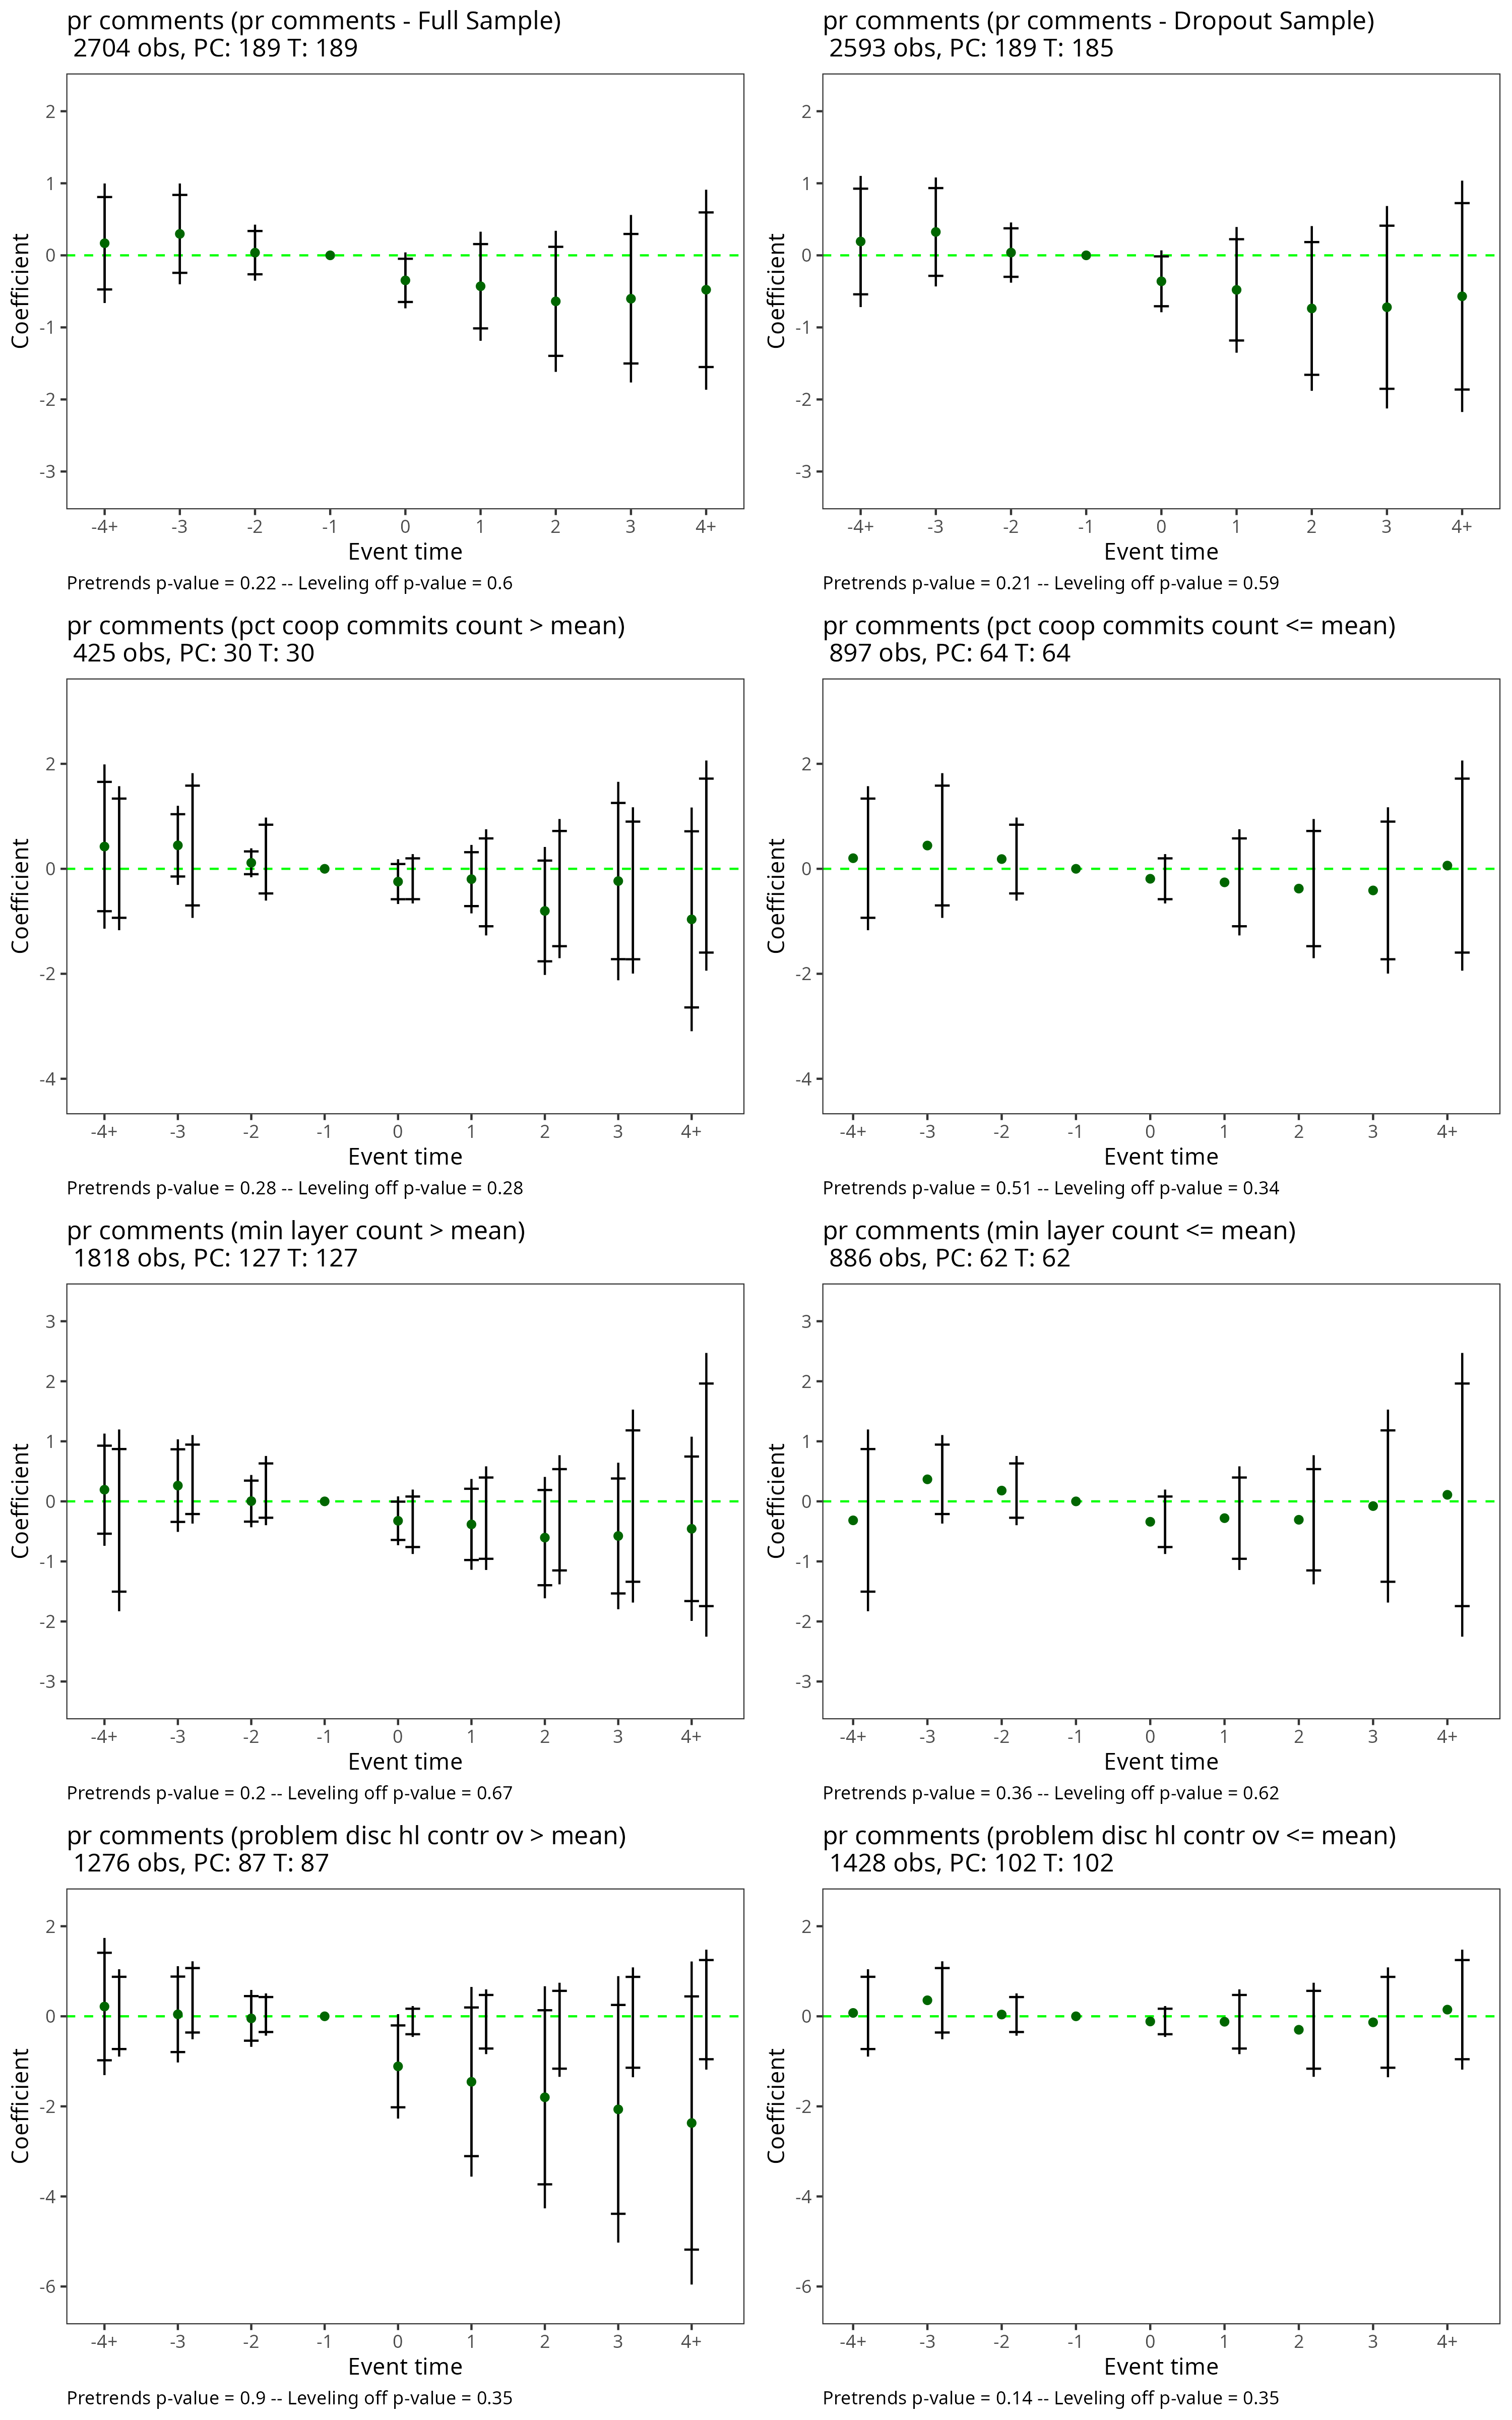 pr comments (pr comments - Full Sample)
2704 obs, PC: 189 T: 189
2
1
0
-1
-2
-3
Coefficient
-4+ -3 -2 -1 0 1 2 3 4+
Event time
Pretrends p-value = 0.22 -- Leveling off p-value = 0.6
pr comments (pr comments - Dropout Sample)
2593 obs, PC: 189 T: 185
2
1
0
-1
-2
-3
Coefficient
-4+ -3 -2 -1 0 1 2 3 4+
Event time
Pretrends p-value = 0.21 -- Leveling off p-value = 0.59
pr comments (pct coop commits count > mean)
425 obs, PC: 30 T: 30
2
0
-2
-4
Coefficient
-4+ -3 -2 -1 0 1 2 3 4+
Event time
Pretrends p-value = 0.28 -- Leveling off p-value = 0.28
pr comments (pct coop commits count <= mean)
897 obs, PC: 64 T: 64
2
0
-2
-4
Coefficient
-4+ -3 -2 -1 0 1 2 3 4+
Event time
Pretrends p-value = 0.51 -- Leveling off p-value = 0.34
pr comments (min layer count > mean)
1818 obs, PC: 127 T: 127
3
2
1
0
-1
-2
-3
Coefficient
-4+ -3 -2 -1 0 1 2 3 4+
Event time
Pretrends p-value = 0.2 -- Leveling off p-value = 0.67
pr comments (min layer count <= mean)
886 obs, PC: 62 T: 62
3
2
1
0
-1
-2
-3
Coefficient
-4+ -3 -2 -1 0 1 2 3 4+
Event time
Pretrends p-value = 0.36 -- Leveling off p-value = 0.62
pr comments (problem disc hl contr ov > mean)
1276 obs, PC: 87 T: 87
2
0
-2
-4
-6
Coefficient
-4+ -3 -2 -1 0 1 2 3 4+
Event time
Pretrends p-value = 0.9 -- Leveling off p-value = 0.35
pr comments (problem disc hl contr ov <= mean)
1428 obs, PC: 102 T: 102
2
0
-2
-4
-6
Coefficient
-4+ -3 -2 -1 0 1 2 3 4+
Event time
Pretrends p-value = 0.14 -- Leveling off p-value = 0.35